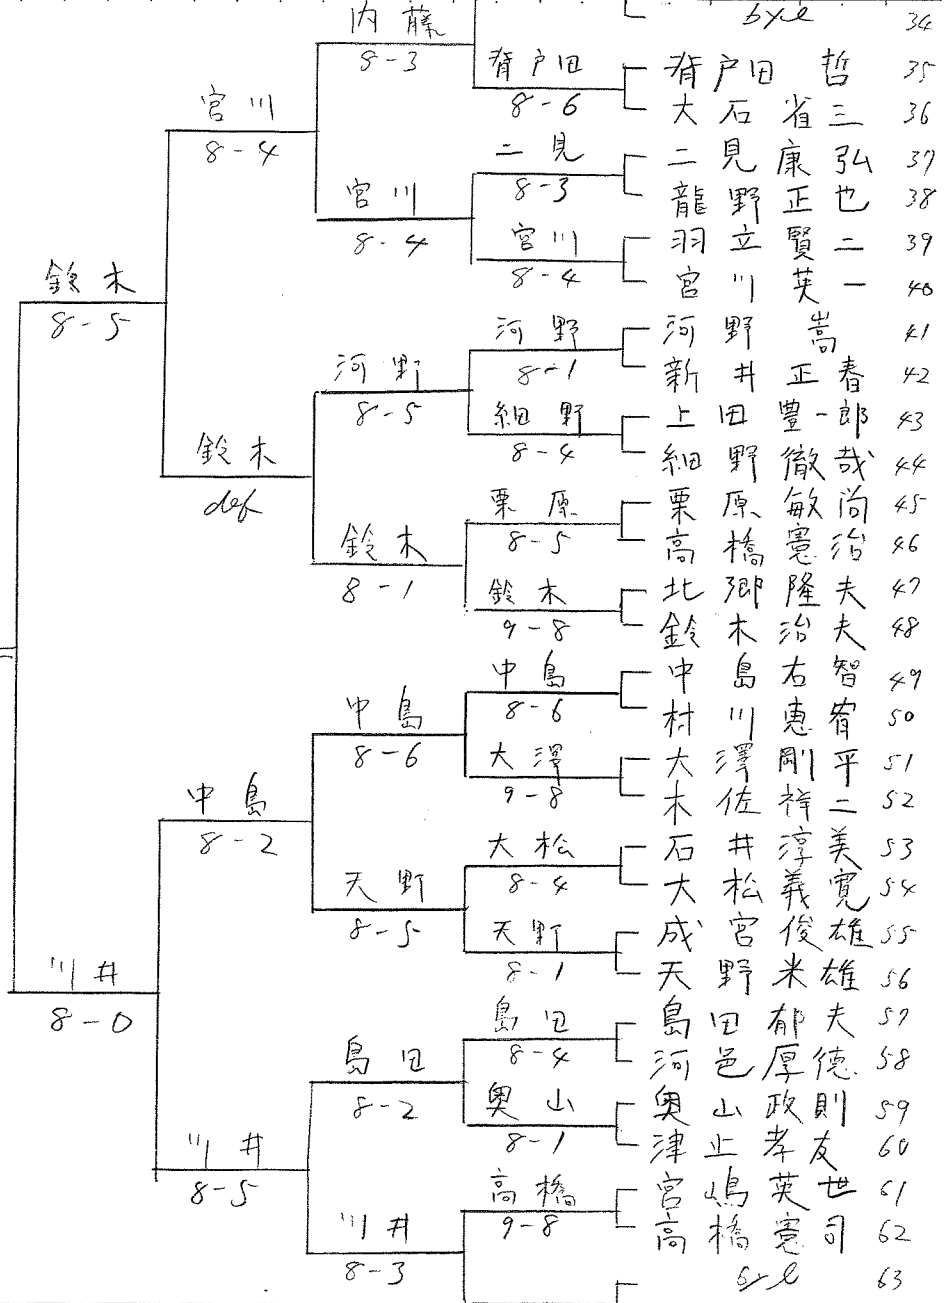 bye 34
内藤
8-3
脊戸田 脊戸田 哲 35
8-6
大石省三 36
宮川
8-4
二見 二見康弘 37
8-3
龍野正也 38
宮川
8-4
宮川 羽立賢二 39
8-4
宮川英一 40
鈴木
8-5
河野 河野 嵩 41
8-1
新井正春 42
河野
8-5
細野 上田豊一郎 43
8-4
細野徹哉 44
鈴木
def
栗原 栗原敏尚 45
8-5
高橋憲治 46
鈴木
8-1
鈴木 北郷隆夫 47
9-8
鈴木治夫 48
中島 中島右智 49
8-6
村川恵宥 50
中島
8-6
大澤 大澤剛平 51
9-8
木佐祥二 52
中島
8-2
大松 石井淳美 53
8-4
大松義寛 54
天野
8-5
天野 成宮俊雄 55
8-1
天野米雄 56
川井
8-0
島田 島田郁夫 57
8-4
河邑厚徳 58
島田
8-2
奥山 奥山政則 59
8-1
津止孝友 60
川井
8-5
高橋 宮嶋英世 61
9-8
高橋憲司 62
川井
8-3
bye 63